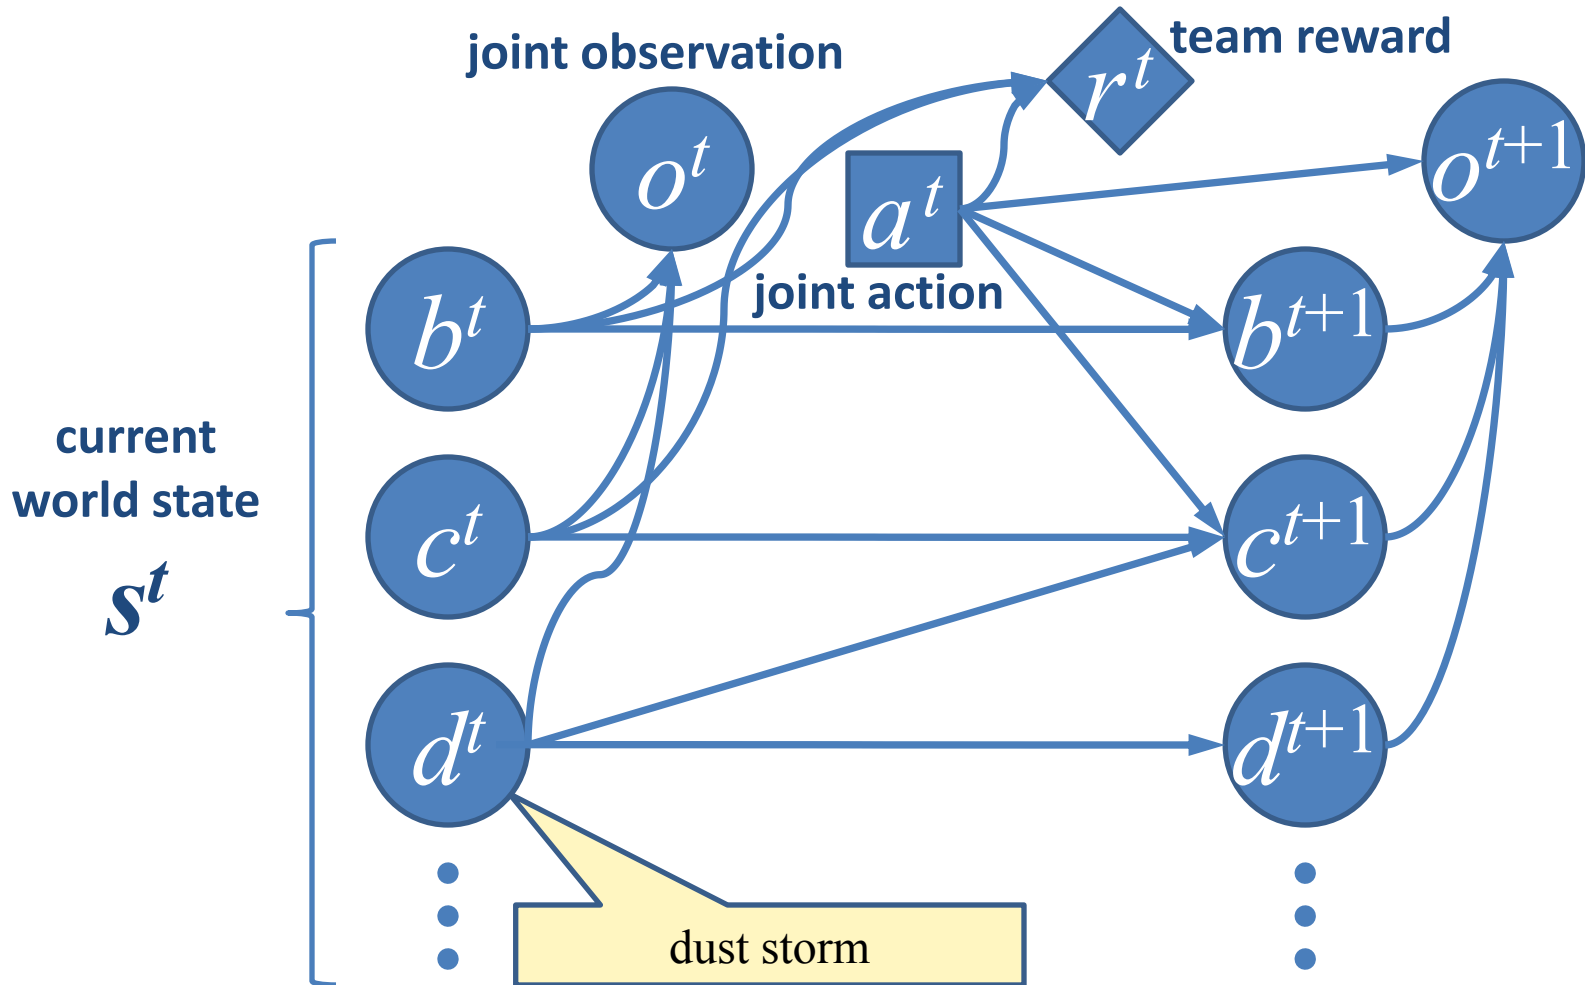 joint observation
team reward
r^t
o^t
a^t
o^{t+1}
joint action
b^t
b^{t+1}
current
world state
s^t
c^t
c^{t+1}
d^t
d^{t+1}
dust storm